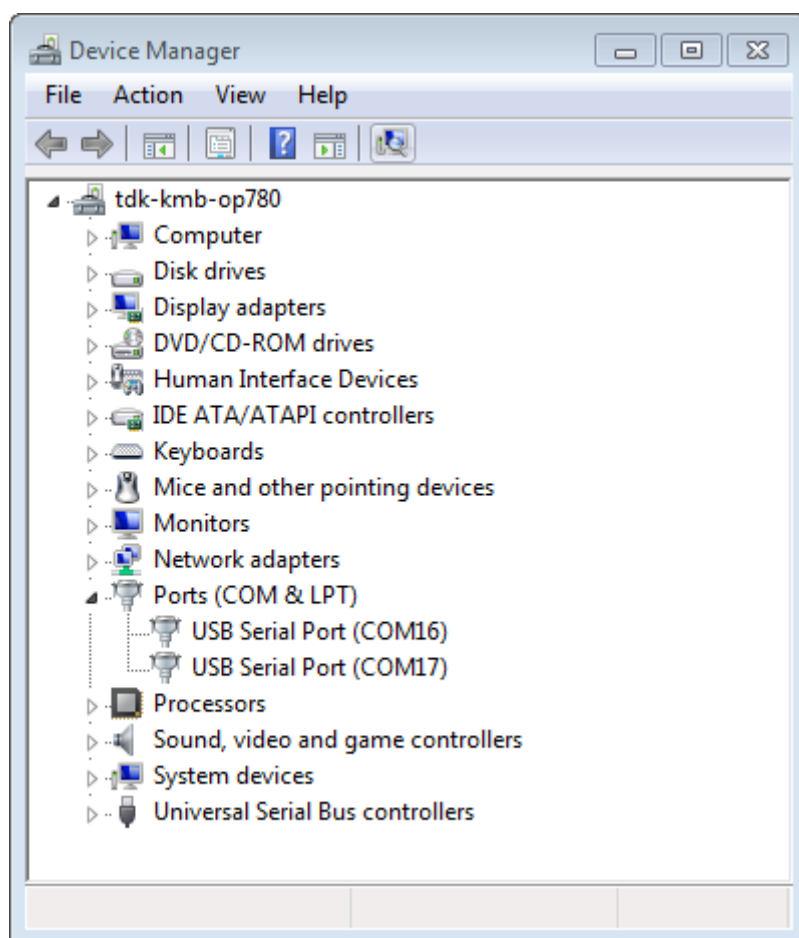 Device Manager
File Action View Help
tdk-kmb-op780
Computer
Disk drives
Display adapters
DVD/CD-ROM drives
Human Interface Devices
IDE ATA/ATAPI controllers
Keyboards
Mice and other pointing devices
Monitors
Network adapters
Ports (COM & LPT)
USB Serial Port (COM16)
USB Serial Port (COM17)
Processors
Sound, video and game controllers
System devices
Universal Serial Bus controllers